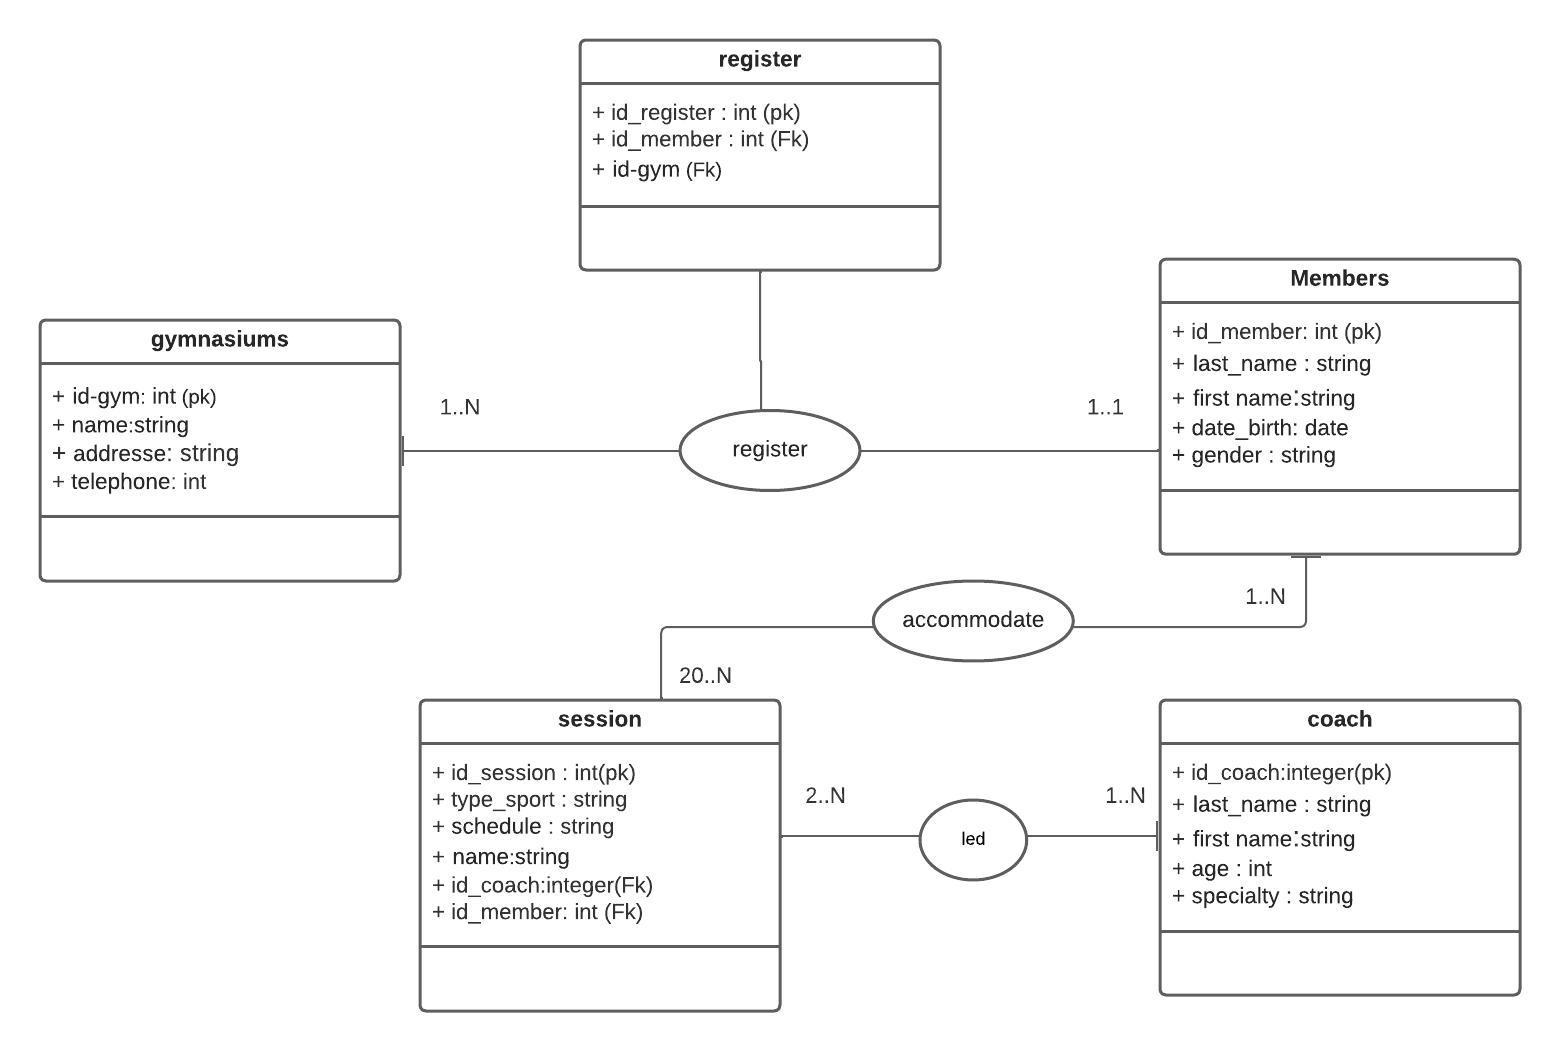 register
+ id_register : int (pk)
+ id_member : int (Fk)
+ id-gym (Fk)
gymnasiums
+ id-gym: int (pk)
+ name:string
+ addresse: string
+ telephone: int
1..N
register
1..1
Members
+ id_member: int (pk)
+ last_name : string
+ first name:string
+ date_birth: date
+ gender : string
accommodate
1..N
20..N
session
+ id_session : int(pk)
+ type_sport : string
+ schedule : string
+ name:string
+ id_coach:integer(Fk)
+ id_member: int (Fk)
2..N
led
1..N
coach
+ id_coach:integer(pk)
+ last_name : string
+ first name:string
+ age : int
+ specialty : string